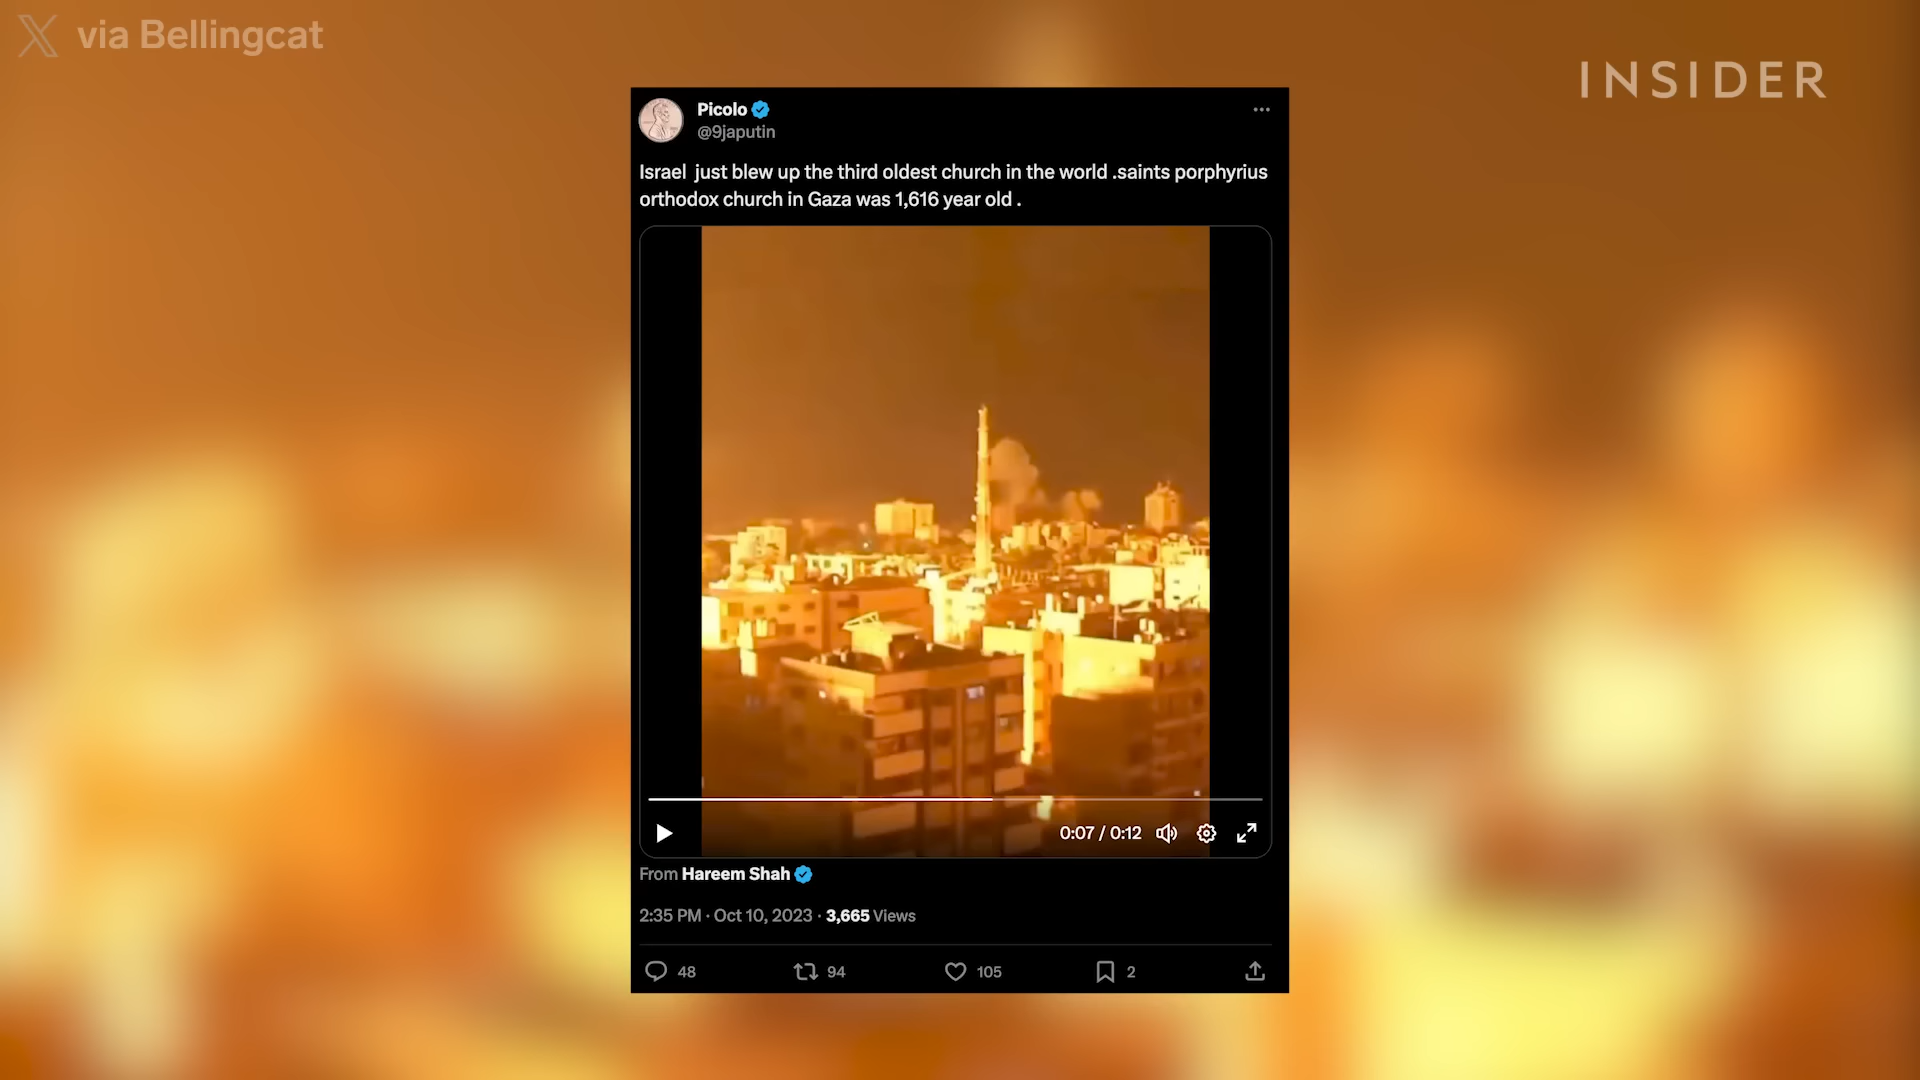 X via Bellingcat
INSIDER
Picolo
@9japutin
Israel just blew up the third oldest church in the world .saints porphyrius
orthodox church in Gaza was 1,616 year old .
0:07 / 0:12
From Hareem Shah
2:35 PM · Oct 10, 2023 · 3,665 Views
48 94 105 2